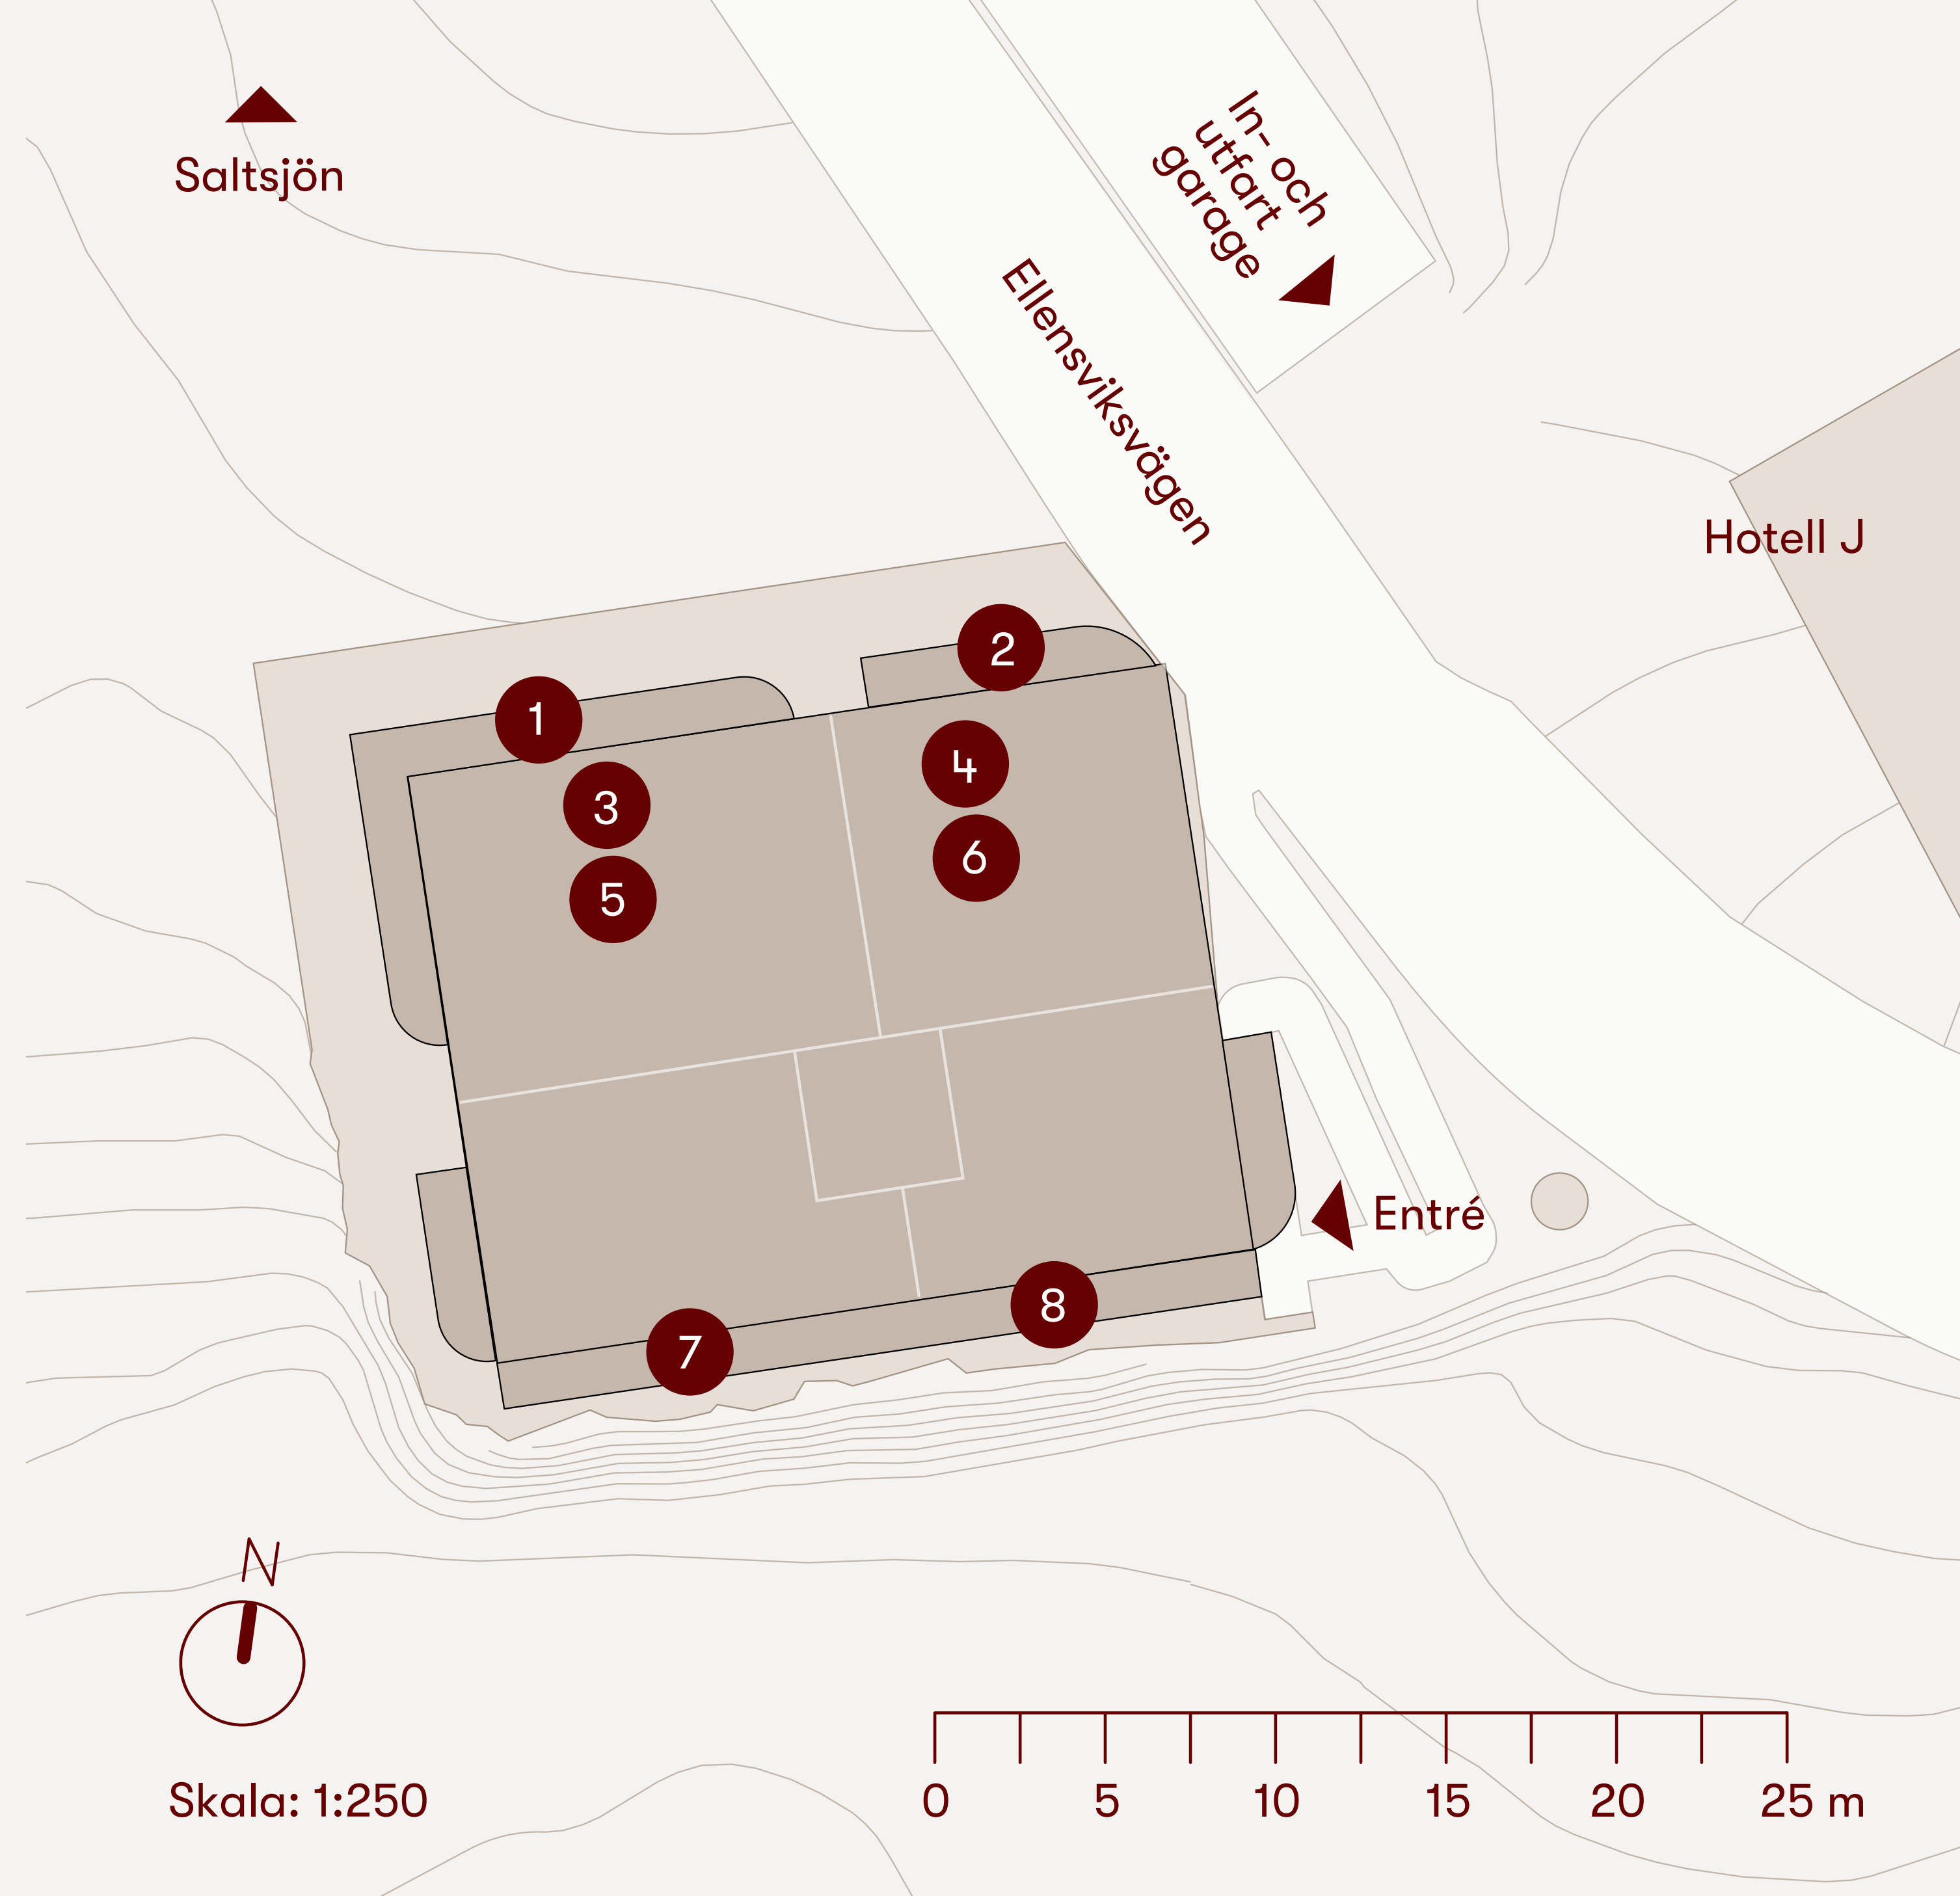 Saltsjön
In- och
utfart
garage
Ellensviksvägen
Hotell J
2
1
4
3
6
5
Entré
8
7
N
Skala: 1:250
0 5 10 15 20 25 m